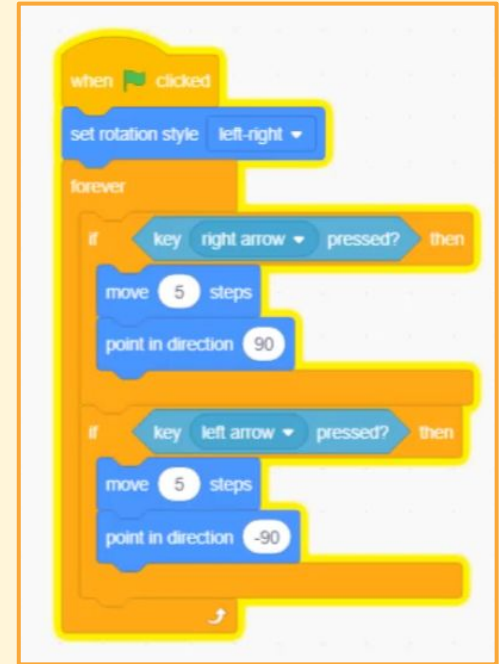 when clicked
set rotation style left-right
forever
if key right arrow pressed? then
move 5 steps
point in direction 90
if key left arrow pressed? then
move 5 steps
point in direction -90